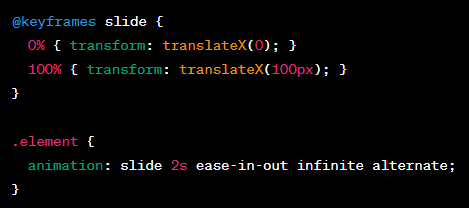 @keyframes slide {
  0% { transform: translateX(0); }
  100% { transform: translateX(100px); }
}

.element {
  animation: slide 2s ease-in-out infinite alternate;
}